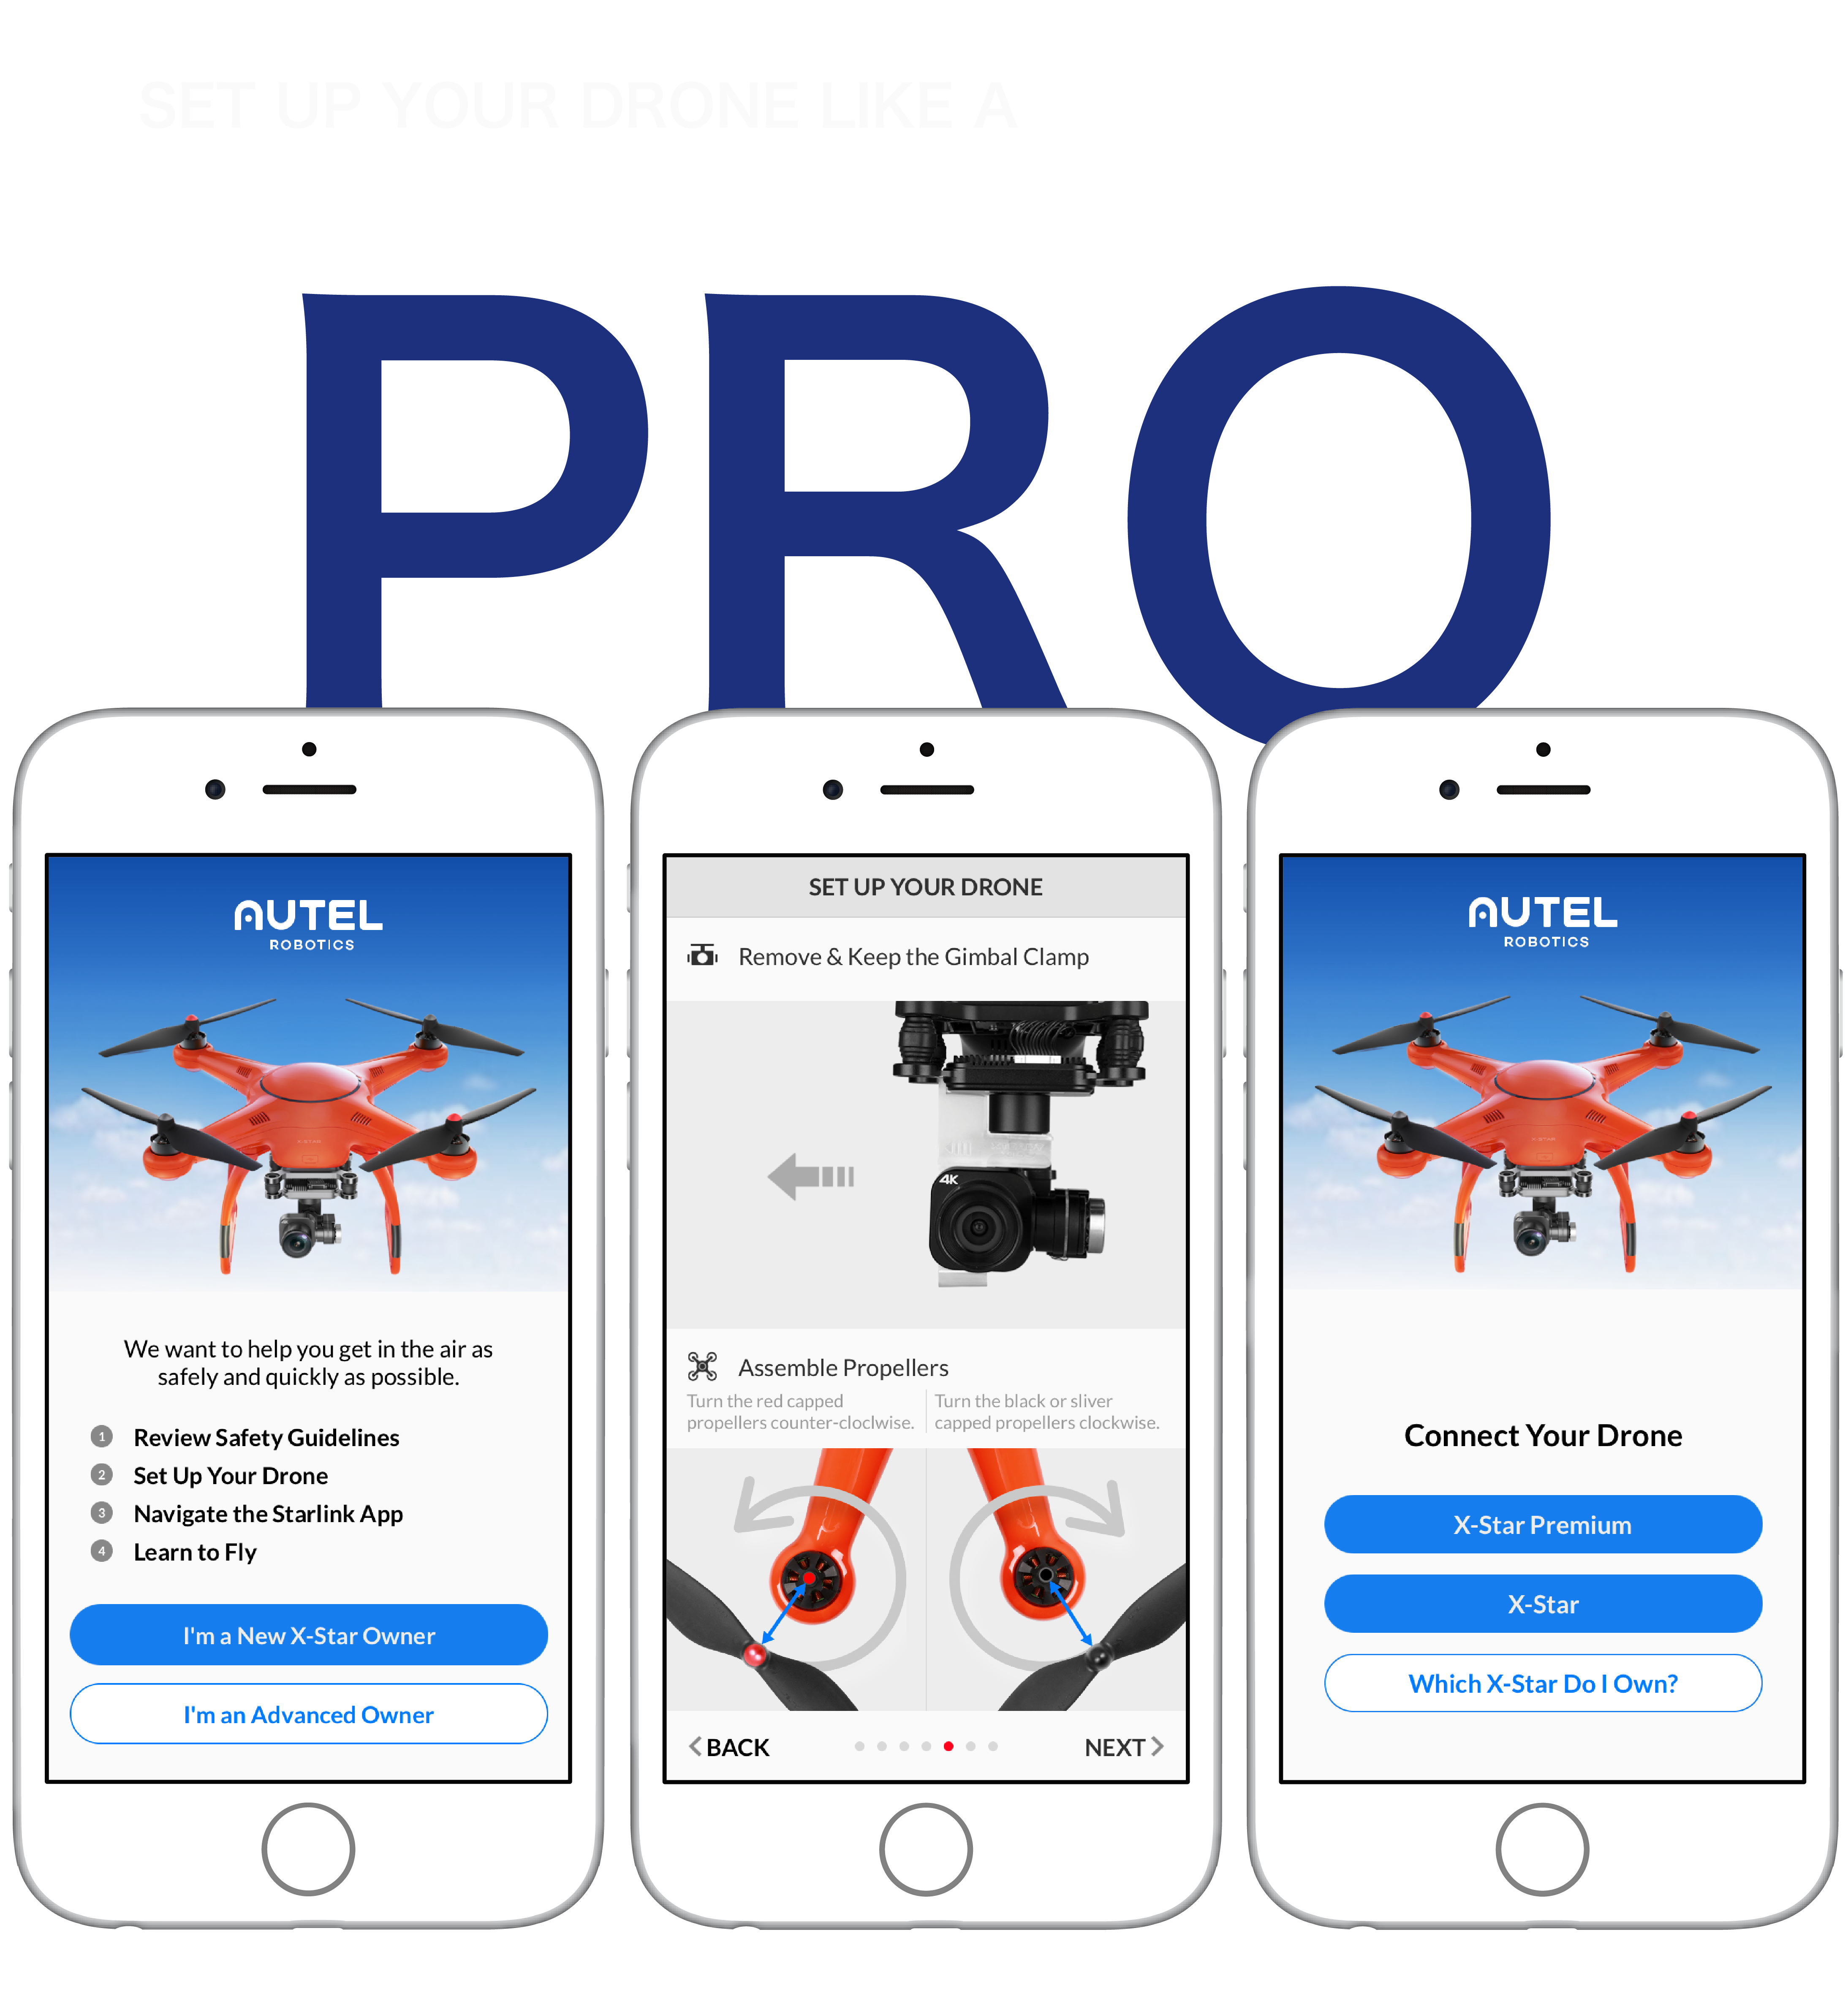 SET UP YOUR DRONE LIKE A
PRO
AUTEL
ROBOTICS
X-STAR
We want to help you get in the air as
safely and quickly as possible.
1 Review Safety Guidelines
2 Set Up Your Drone
3 Navigate the Starlink App
4 Learn to Fly
I'm a New X-Star Owner
I'm an Advanced Owner
SET UP YOUR DRONE
Remove & Keep the Gimbal Clamp
4K
Assemble Propellers
Turn the red capped
propellers counter-cloclwise.
Turn the black or sliver
capped propellers clockwise.
BACK
NEXT
AUTEL
ROBOTICS
X-STAR
Connect Your Drone
X-Star Premium
X-Star
Which X-Star Do I Own?